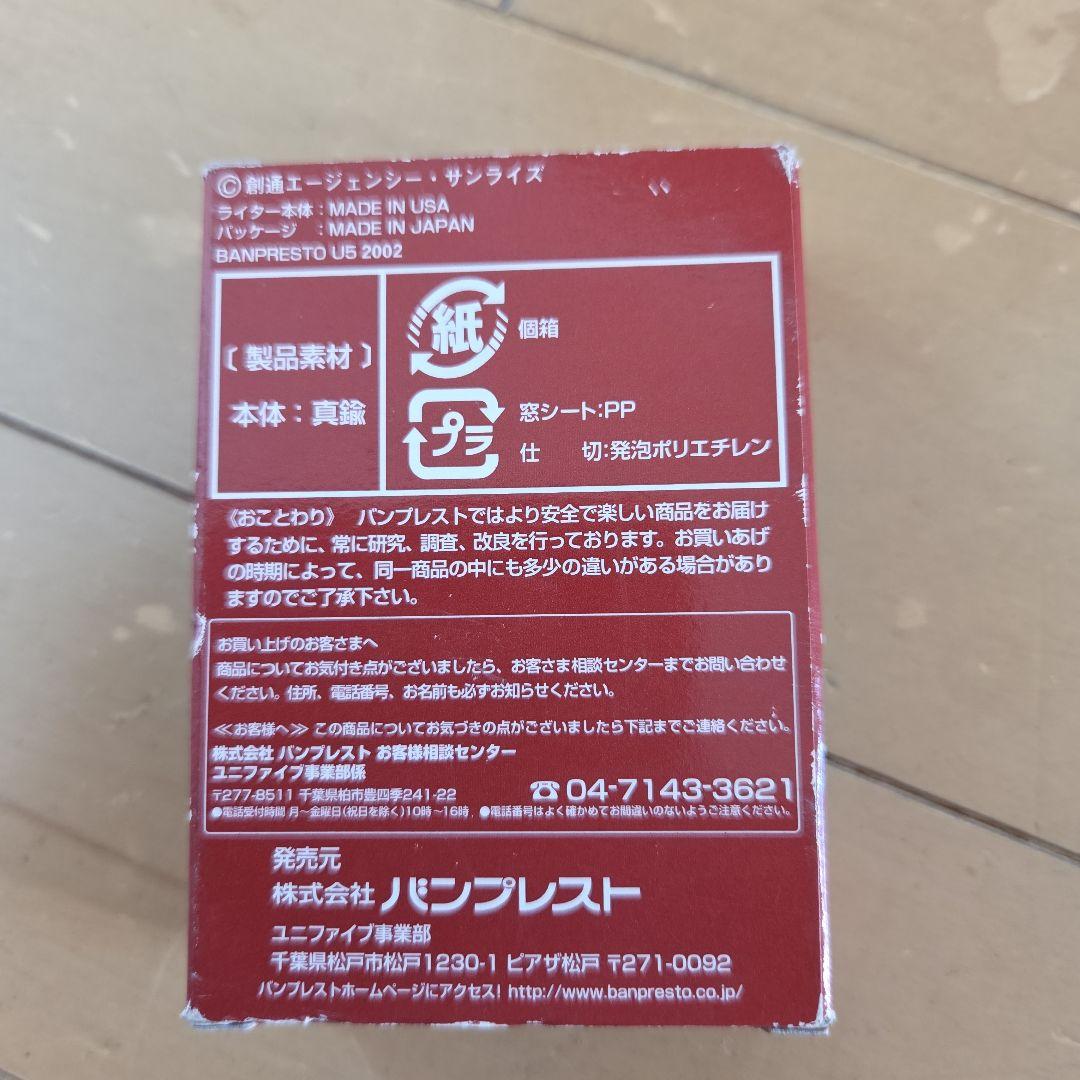 ©創通エージェンシー・サンライズ
ライター本体:MADE IN USA
パッケージ :MADE IN JAPAN
BANPRESTO U5 2002
〔製品素材〕
本体:真鍮
紙 個箱
プラ 窓シート:PP
仕 切:発泡ポリエチレン
《おことわり》 バンプレストではより安全で楽しい商品をお届け
するために、常に研究、調査、改良を行っております。お買いあげ
の時期によって、同一商品の中にも多少の違いがある場合があり
ますのでご了承下さい。
お買い上げのお客さまへ
商品についてお気付き点がございましたら、お客さま相談センターまでお問い合わせ
ください。住所、電話番号、お名前も必ずお知らせください。
≪お客様へ≫ この商品についてお気づきの点がございましたら下記までご連絡ください。
株式会社 バンプレスト お客様相談センター
ユニファイブ事業部係
〒277-8511 千葉県柏市豊四季241-22 ☎04-7143-3621
●電話受付時間 月〜金曜日(祝日を除く)10時〜16時。●電話番号はよく確かめてお間違いのないようご注意ください。
発売元
株式会社 バンプレスト
ユニファイブ事業部
千葉県松戸市松戸1230-1 ピアザ松戸 〒271-0092
バンプレストホームページにアクセス! http://www.banpresto.co.jp/